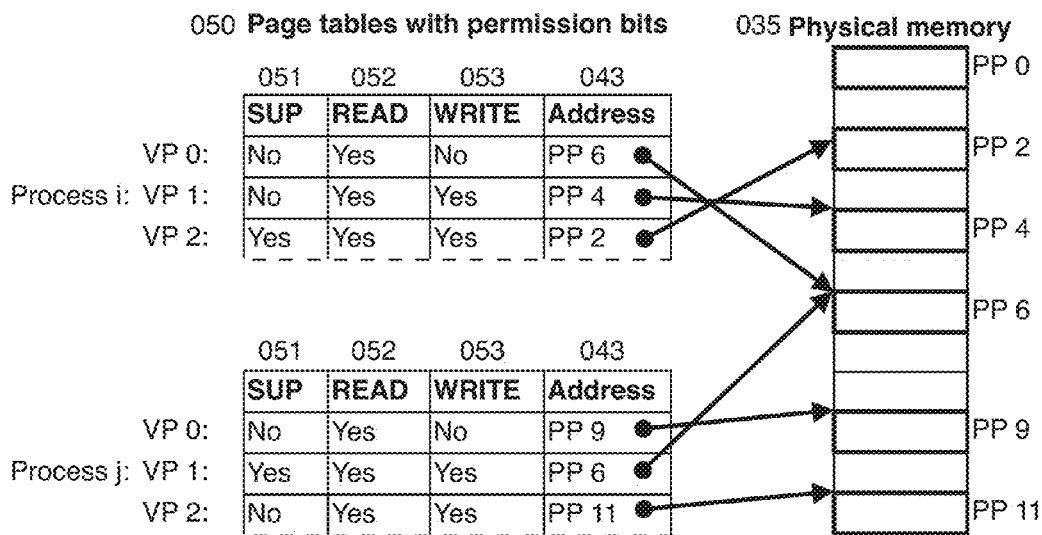 050 Page tables with permission bits
035 Physical memory
051 052 053 043
SUP READ WRITE Address
VP 0: No Yes No PP 6
Process i: VP 1: No Yes Yes PP 4
VP 2: Yes Yes Yes PP 2
051 052 053 043
SUP READ WRITE Address
VP 0: No Yes No PP 9
Process j: VP 1: Yes Yes Yes PP 6
VP 2: No Yes Yes PP 11
PP 0
PP 2
PP 4
PP 6
PP 9
PP 11